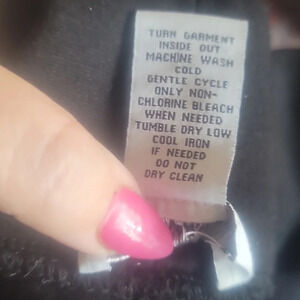 TURN GARMENT
INSIDE OUT
MACHINE WASH
COLD
GENTLE CYCLE
ONLY NON-
CHLORINE BLEACH
WHEN NEEDED
TUMBLE DRY LOW
COOL IRON
IF NEEDED
DO NOT
DRY CLEAN